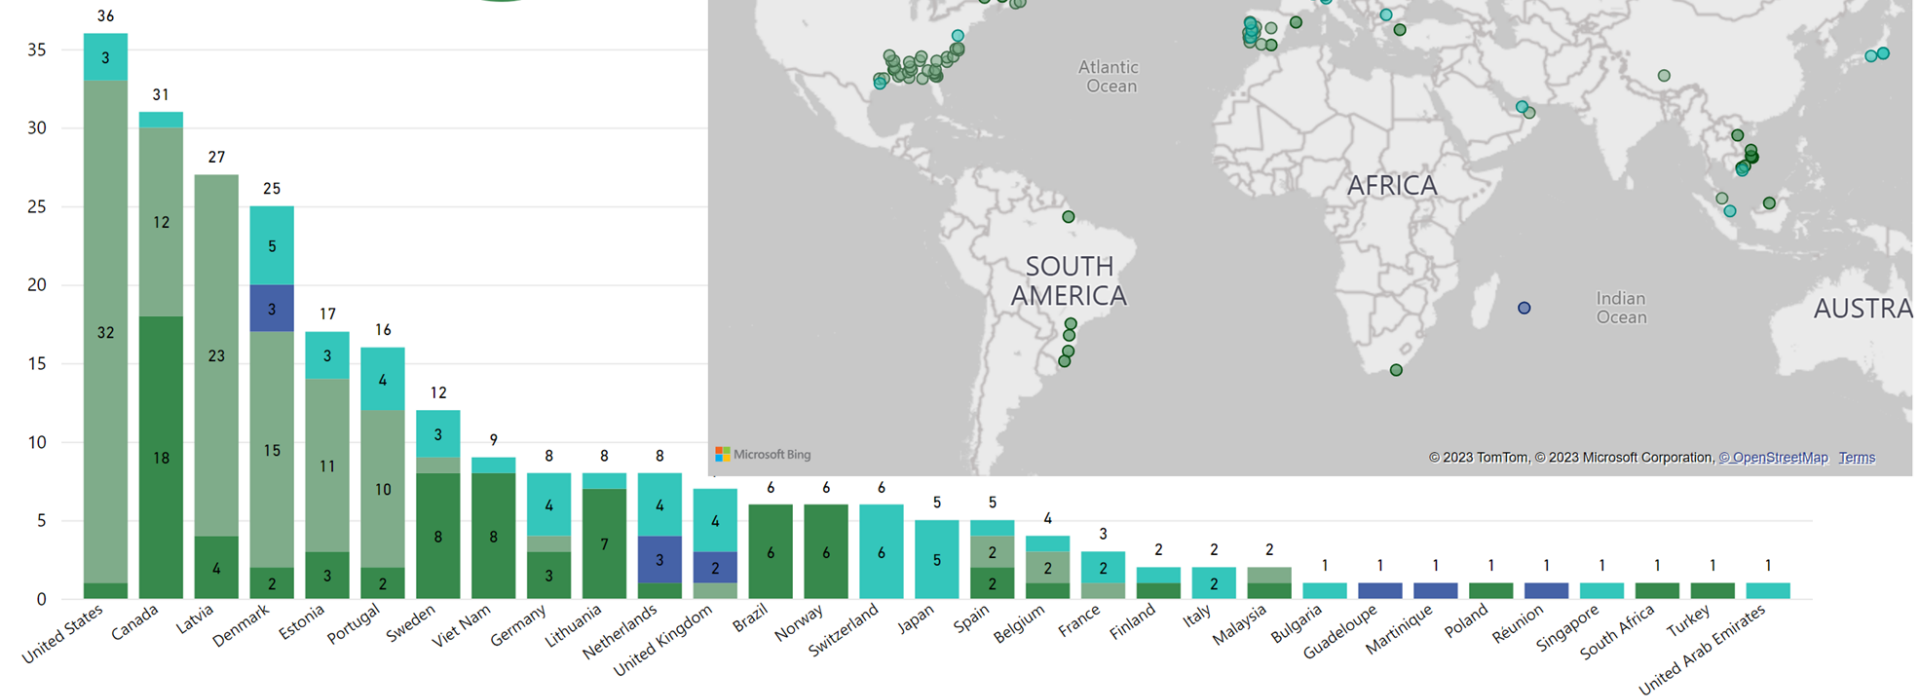 36
35
30
25
20
15
10
5
0
3
32
31
12
18
27
23
4
25
5
3
15
2
17
3
11
3
16
4
10
2
12
3
8
9
8
8
4
3
8
7
8
4
3
4
2
6
6
6
6
6
6
5
5
5
2
2
4
2
3
2
2
2
2
2
1
1
1
1
1
1
1
1
1
United States
Canada
Latvia
Denmark
Estonia
Portugal
Sweden
Viet Nam
Germany
Lithuania
Netherlands
United Kingdom
Brazil
Norway
Switzerland
Japan
Spain
Belgium
France
Finland
Italy
Malaysia
Bulgaria
Guadeloupe
Martinique
Poland
Réunion
Singapore
South Africa
Turkey
United Arab Emirates
Atlantic
Ocean
AFRICA
SOUTH
AMERICA
Indian
Ocean
AUSTRA
Microsoft Bing
© 2023 TomTom, © 2023 Microsoft Corporation, © OpenStreetMap Terms